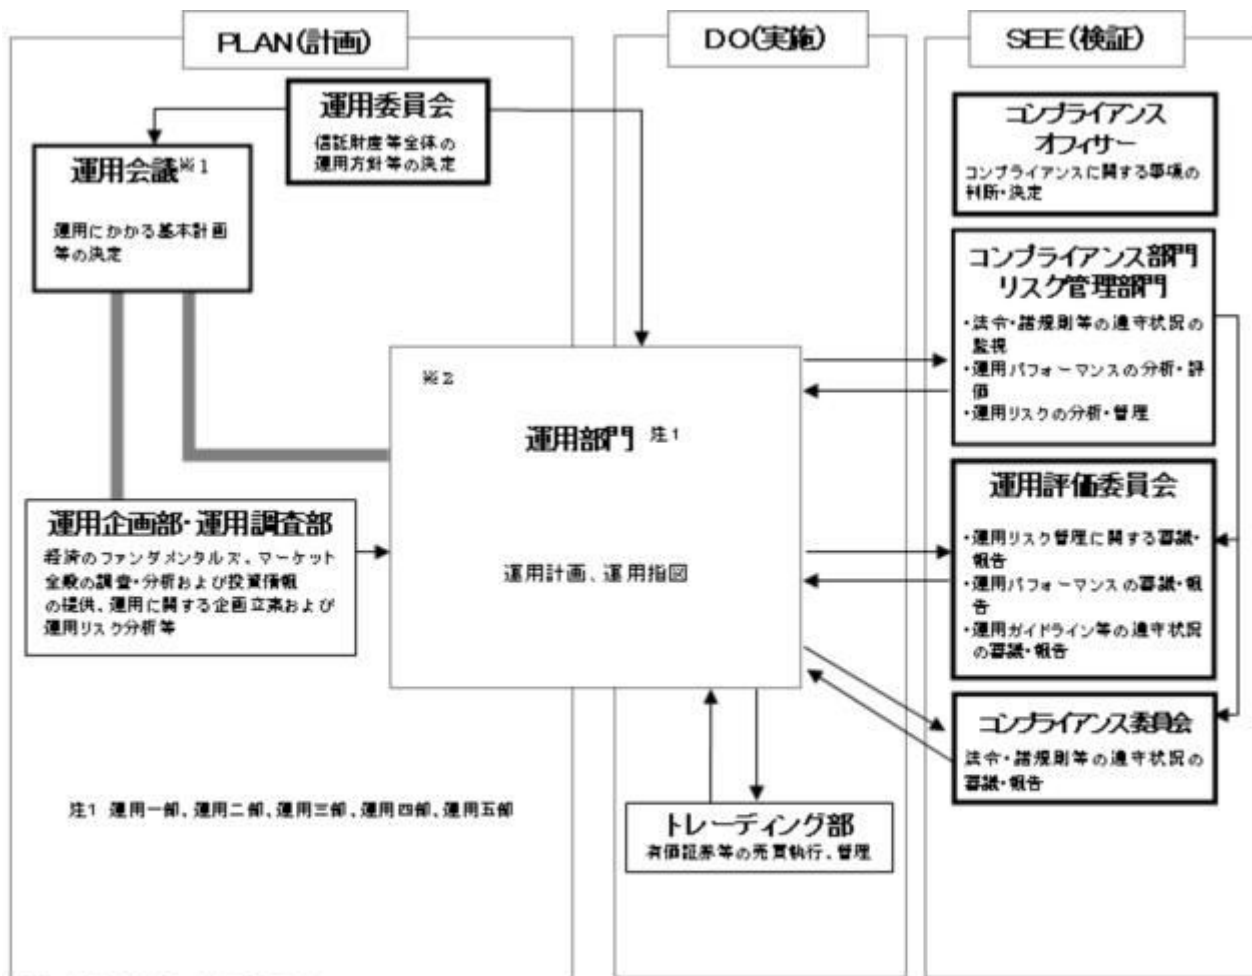 PLAN(計画)
DO(実施)
SEE(検証)
運用委員会
信託財産等全体の
運用方針等の決定
運用会議※1
運用にかかる基本計画
等の決定
※2
運用部門 注1
運用計画、運用指図
運用企画部・運用調査部
経済のファンダメンタルズ、マーケット
全般の調査・分析および投資情報
の提供、運用に関する企画立案および
運用リスク分析等
注1 運用一部、運用二部、運用三部、運用四部、運用五部
トレーディング部
有価証券等の売買執行、管理
コンプライアンス
オフィサー
コンプライアンスに関する事項の
判断・決定
コンプライアンス部門
リスク管理部門
・法令・諸規則等の遵守状況の
監視
・運用パフォーマンスの分析・評
価
・運用リスクの分析・管理
運用評価委員会
・運用リスク管理に関する審議・
報告
・運用パフォーマンスの審議・報
告
・運用ガイドライン等の遵守状況
の審議・報告
コンプライアンス委員会
法令・諸規則等の遵守状況の
審議・報告